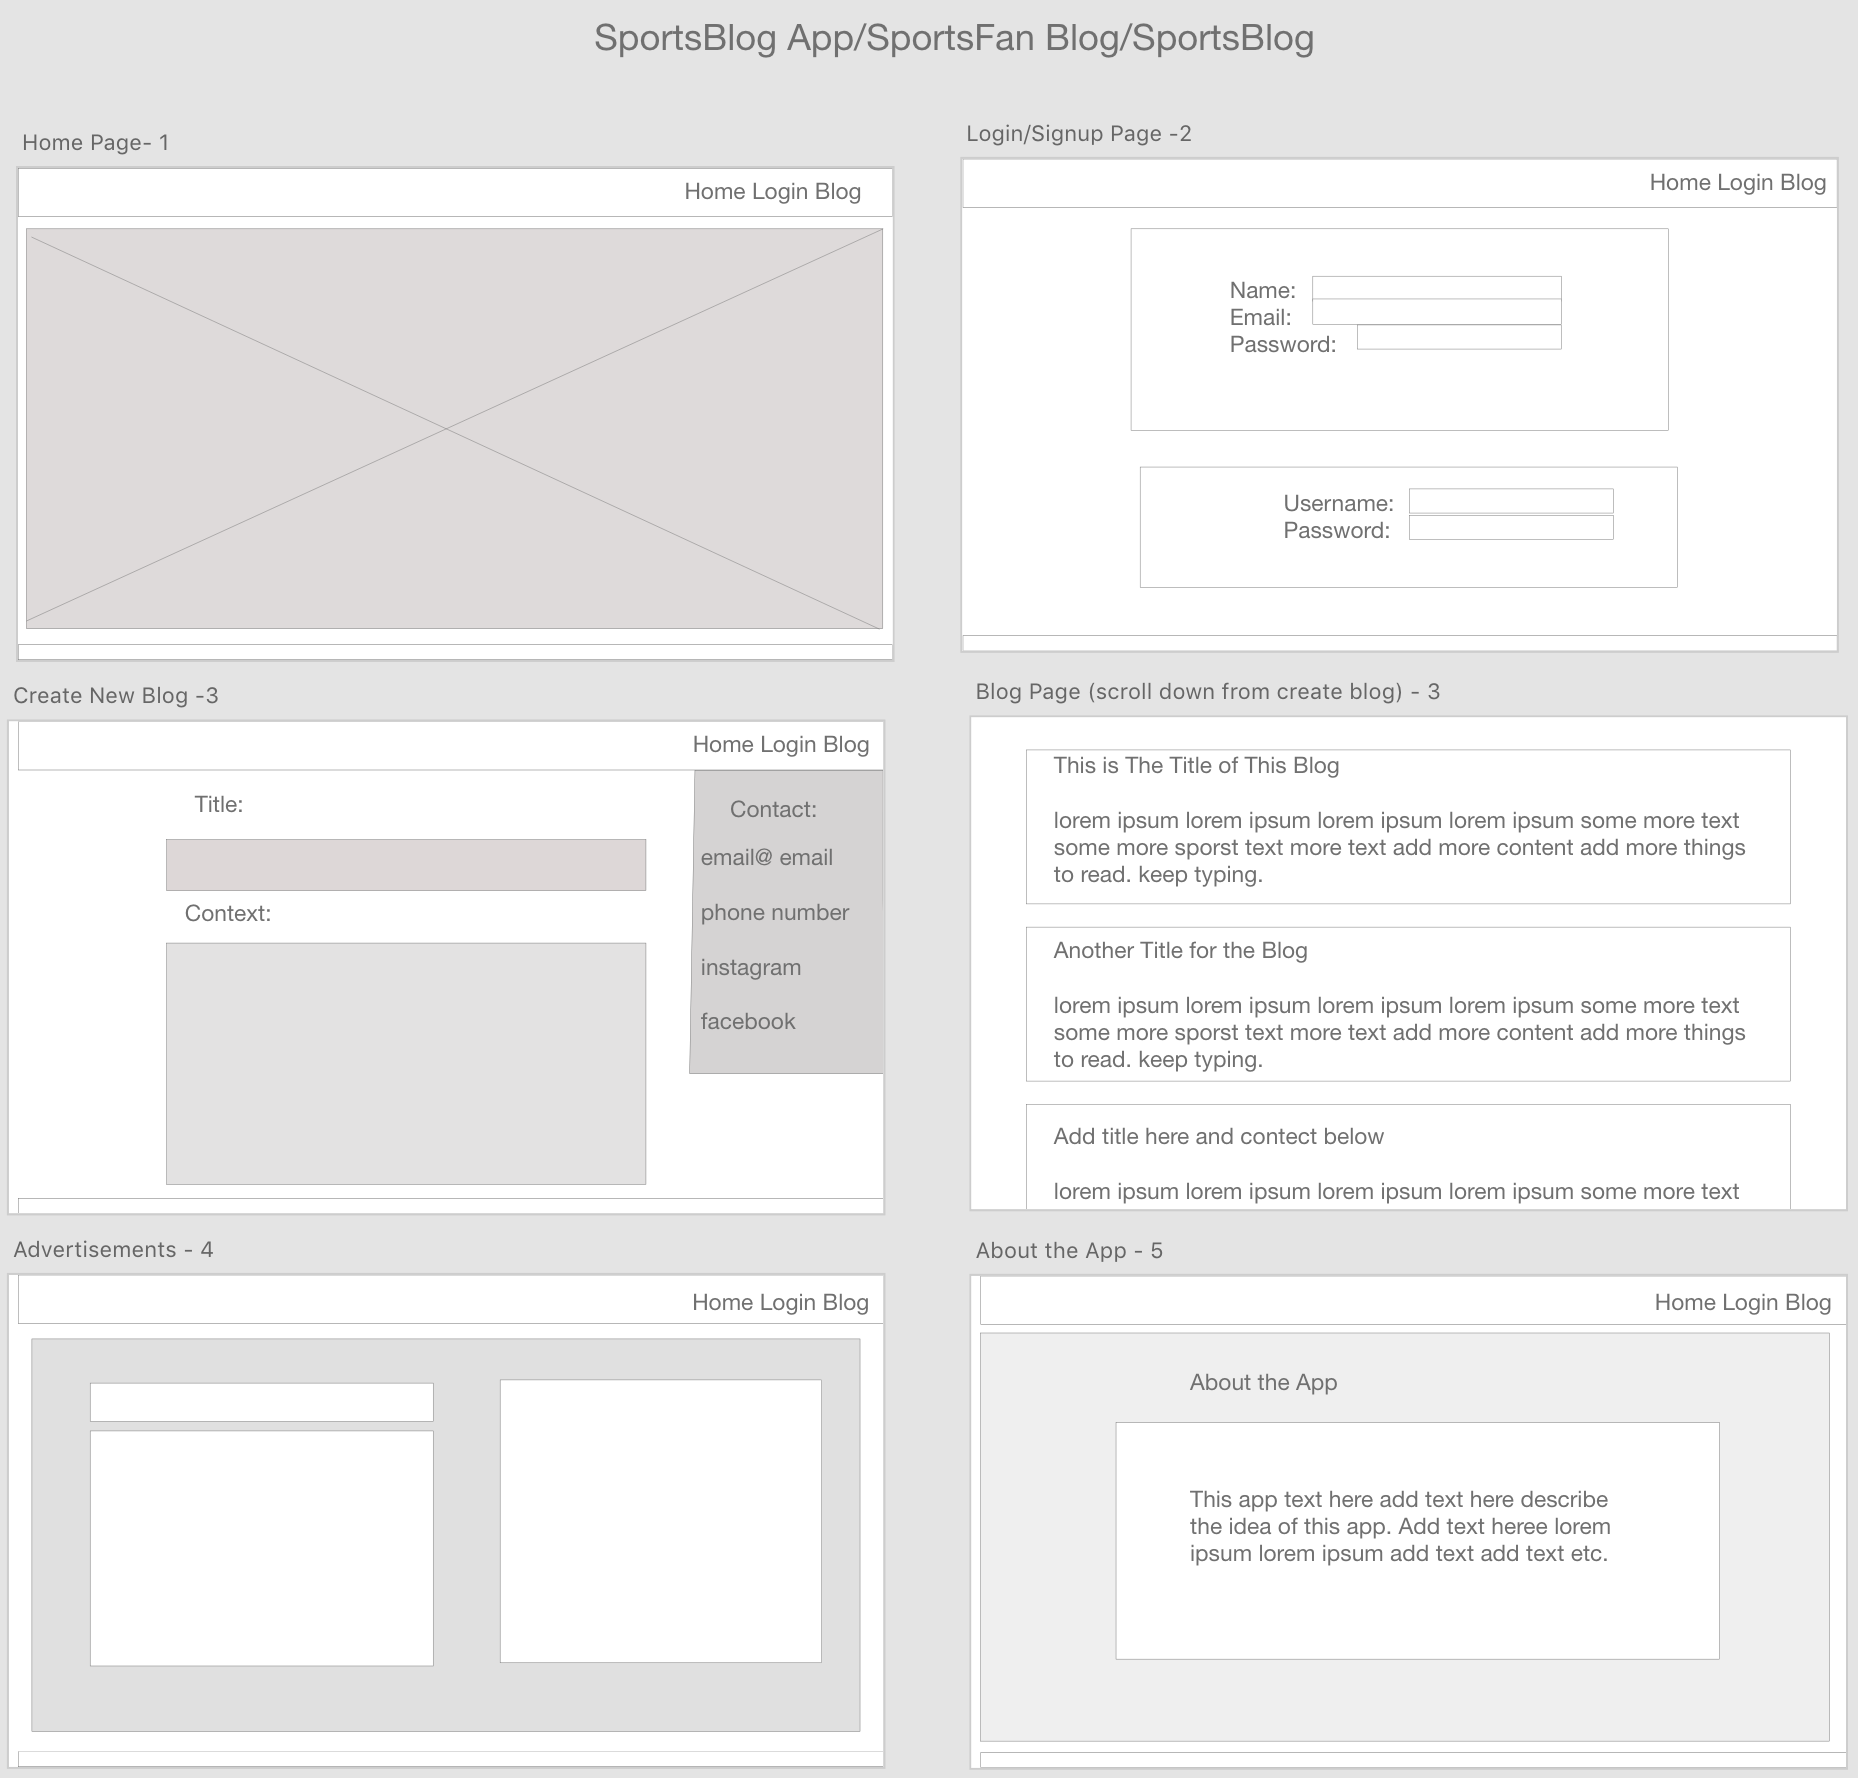 SportsBlog App/SportsFan Blog/SportsBlog
Home Page- 1
Home Login Blog
Login/Signup Page -2
Home Login Blog
Name:
Email:
Password:
Username:
Password:
Create New Blog -3
Home Login Blog
Title:
Context:
Contact:
email@ email
phone number
instagram
facebook
Blog Page (scroll down from create blog) - 3
This is The Title of This Blog
lorem ipsum lorem ipsum lorem ipsum lorem ipsum some more text
some more sporst text more text add more content add more things
to read. keep typing.
Another Title for the Blog
lorem ipsum lorem ipsum lorem ipsum lorem ipsum some more text
some more sporst text more text add more content add more things
to read. keep typing.
Add title here and contect below
lorem ipsum lorem ipsum lorem ipsum lorem ipsum some more text
Advertisements - 4
Home Login Blog
About the App - 5
Home Login Blog
About the App
This app text here add text here describe
the idea of this app. Add text heree lorem
ipsum lorem ipsum add text add text etc.